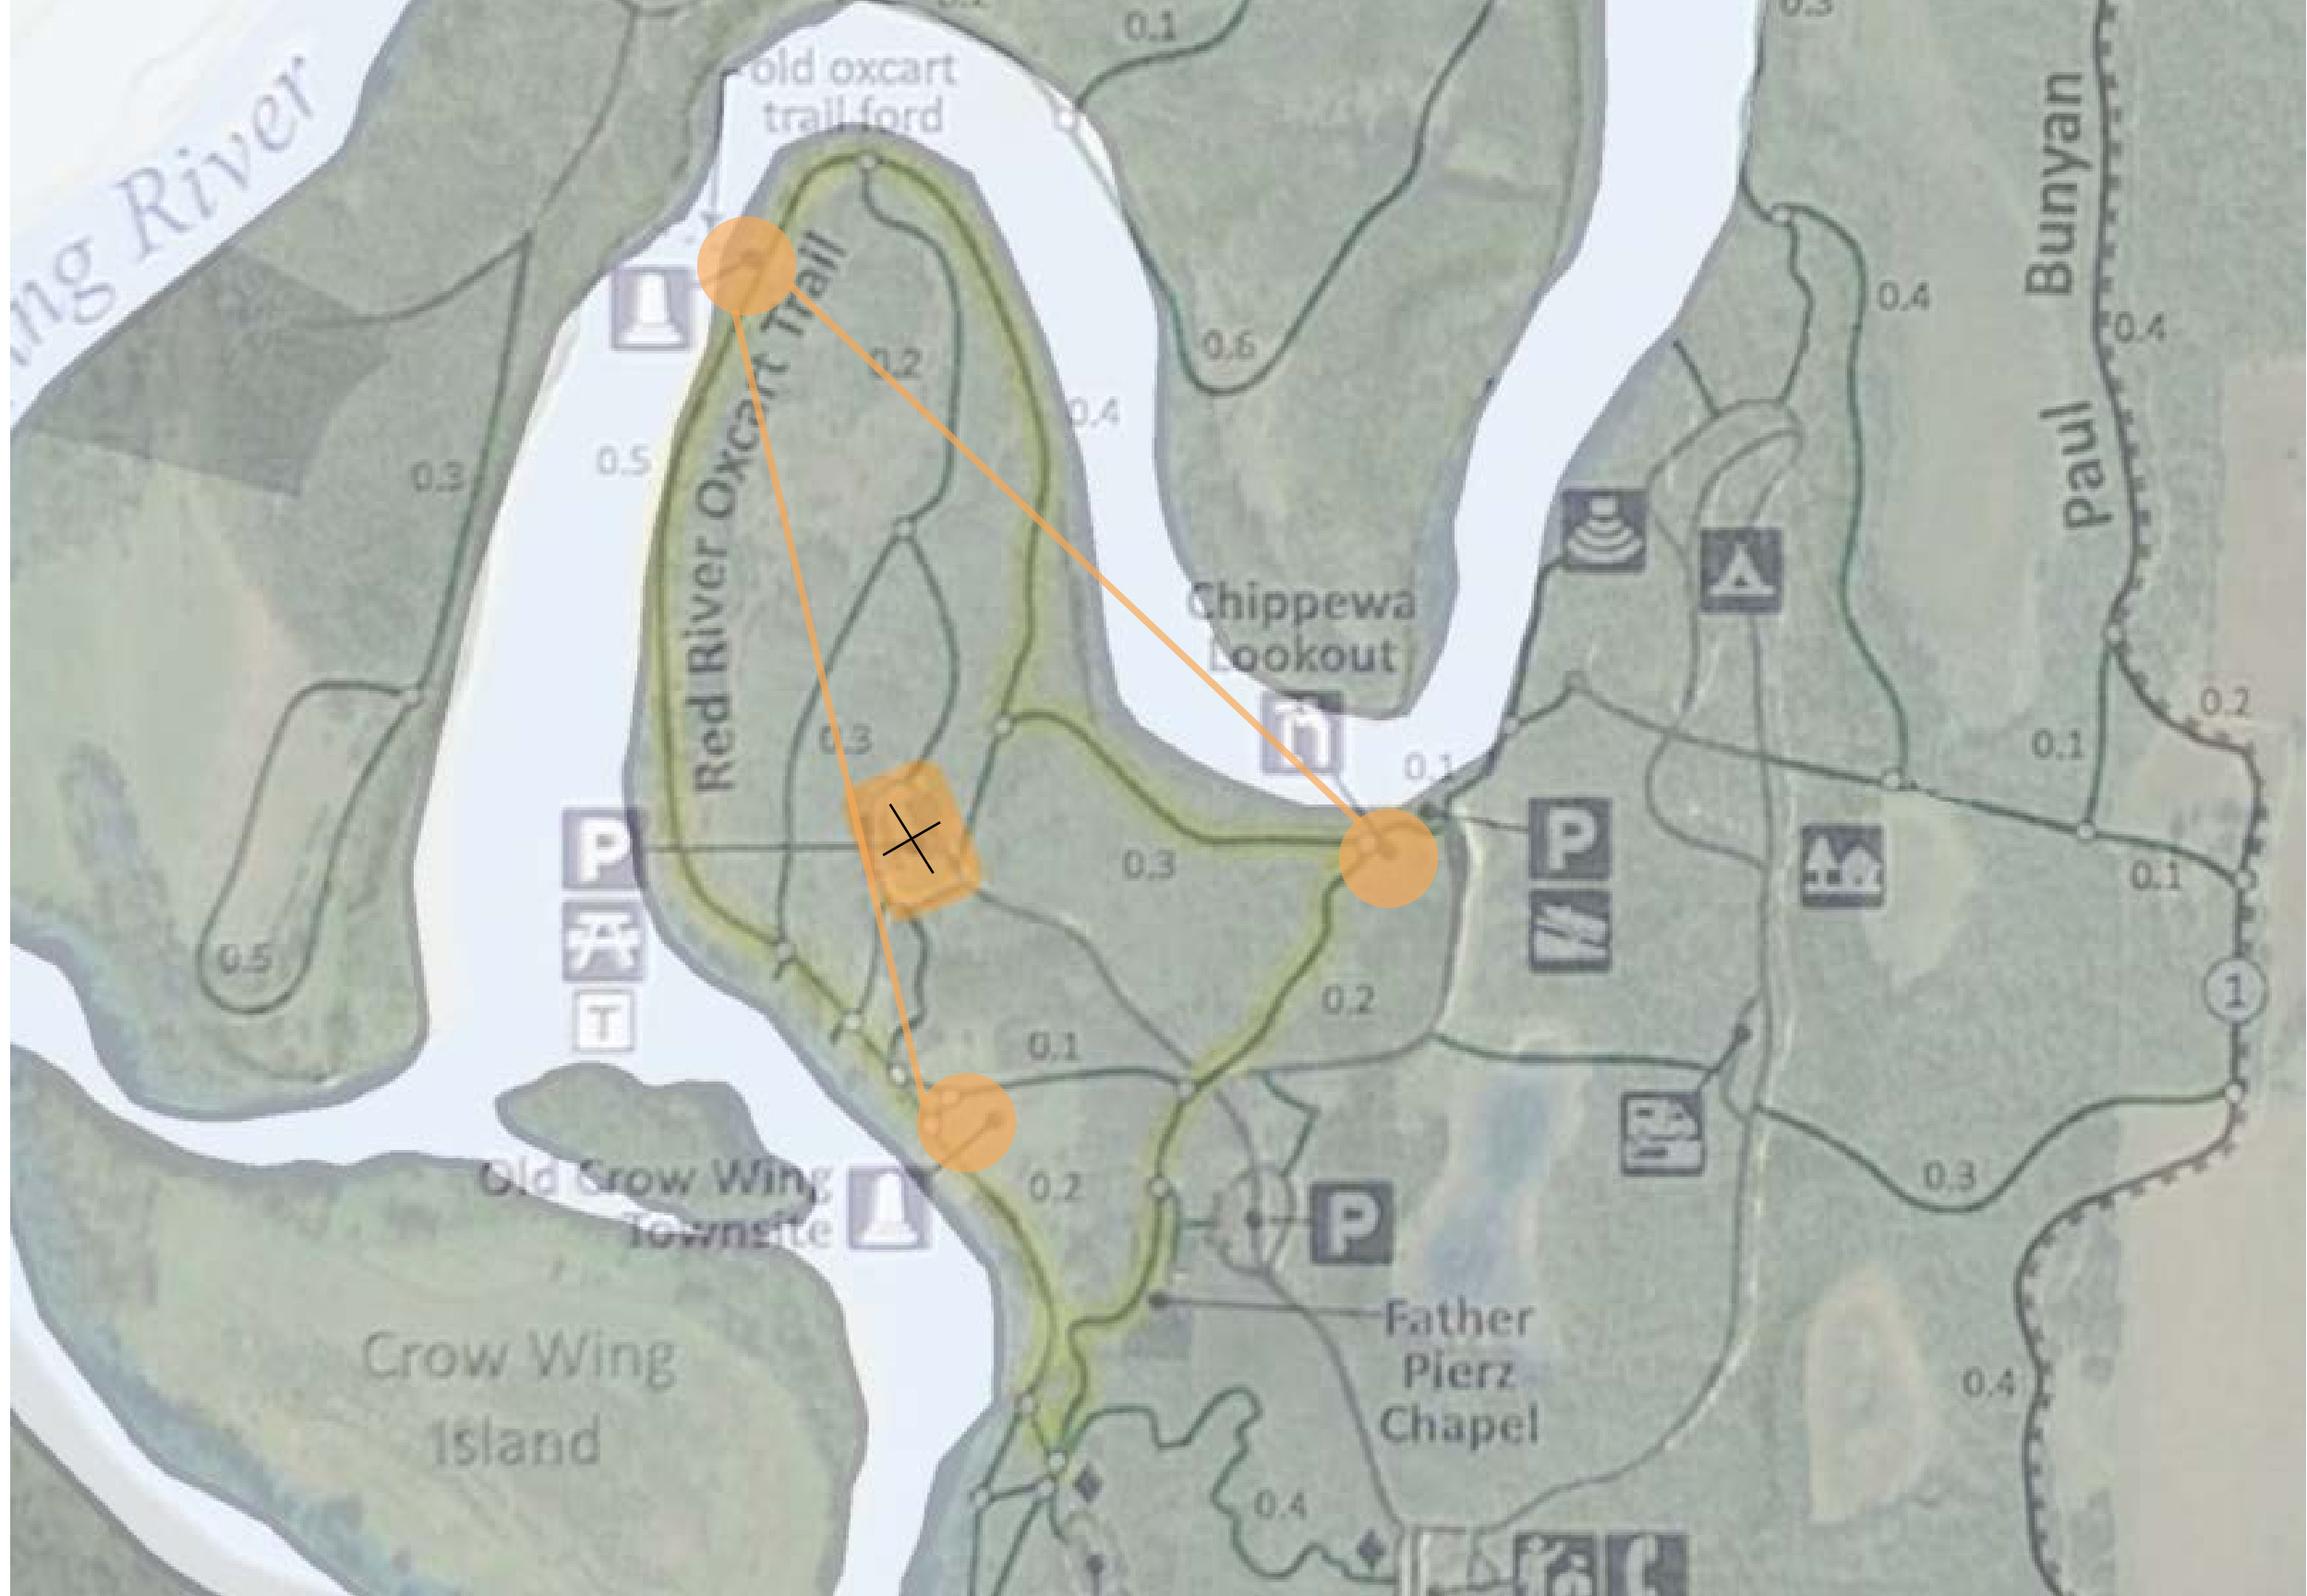 0.1
0.3
old oxcart
trail ford
ing River
Bunyan
Paul
Red River Oxcart Trail
0.2
0.4
0.6
0.4
0.4
0.5
0.3
Chippewa
Lookout
0.2
0.3
0.1
0.1
P
P
0.3
0.1
0.5
T
0.2
1
0.1
Old Crow Wing
Townsite
0.2
P
0.3
Father
Pierz
Chapel
Crow Wing
Island
0.4
0.4